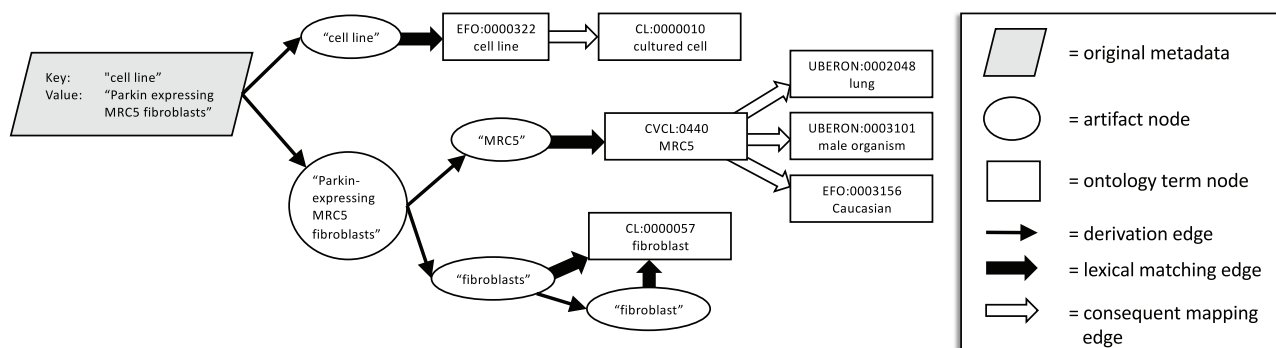 Key: "cell line”
Value: “Parkin expressing
MRC5 fibroblasts”
“cell line”
EFO:0000322
cell line
CL:0000010
cultured cell
“Parkin-
expressing
MRC5
fibroblasts”
“MRC5”
CVCL:0440
MRC5
UBERON:0002048
lung
UBERON:0003101
male organism
EFO:0003156
Caucasian
“fibroblasts”
CL:0000057
fibroblast
“fibroblast”
= original metadata
= artifact node
= ontology term node
= derivation edge
= lexical matching edge
= consequent mapping
edge